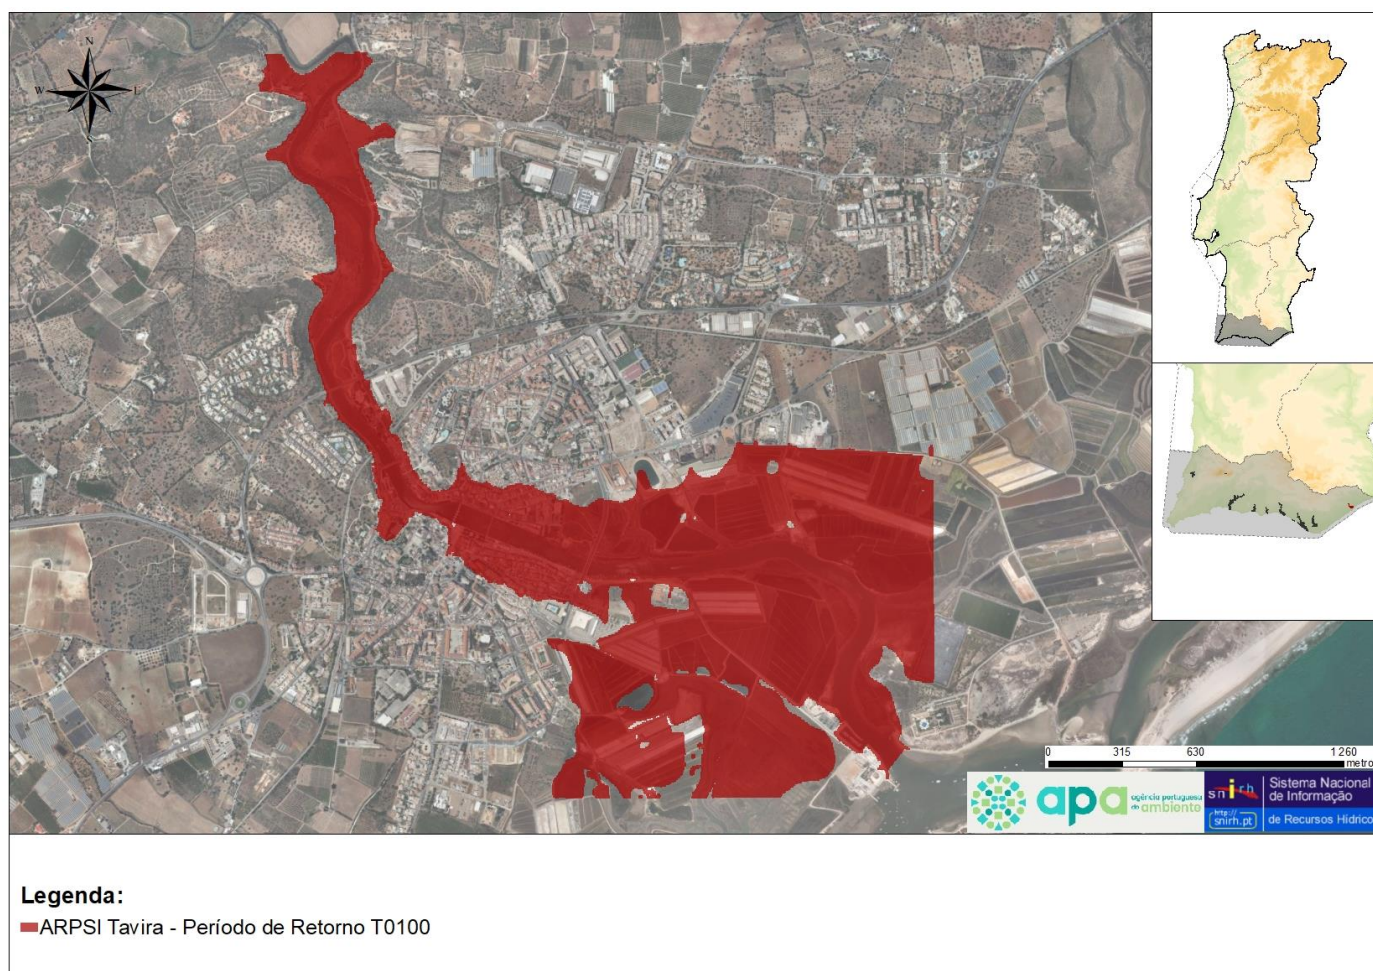 N
W
E
S
0 315 630 1 260
metro
apa
agência portuguesa
do ambiente
snirh
http://
snirh.pt
Sistema Nacional
de Informação
de Recursos Hídrico
Legenda:
ARPSI Tavira - Período de Retorno T0100